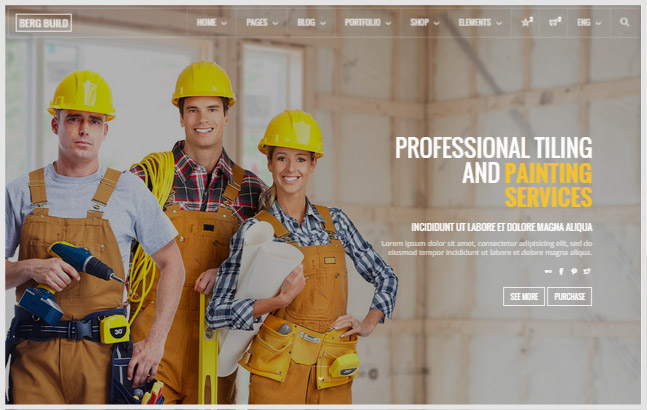 BERG BUILD
HOME PAGES BLOG PORTFOLIO SHOP ELEMENTS 2 2 ENG
PROFESSIONAL TILING
AND PAINTING
SERVICES
INCIDIDUNT UT LABORE ET DOLORE MAGNA ALIQUA
Lorem ipsum dolor sit amet, consectetur adipisicing elit, sed do
eiusmod tempor incididunt ut labore et dolore magna aliqua.
SEE MORE PURCHASE
30'